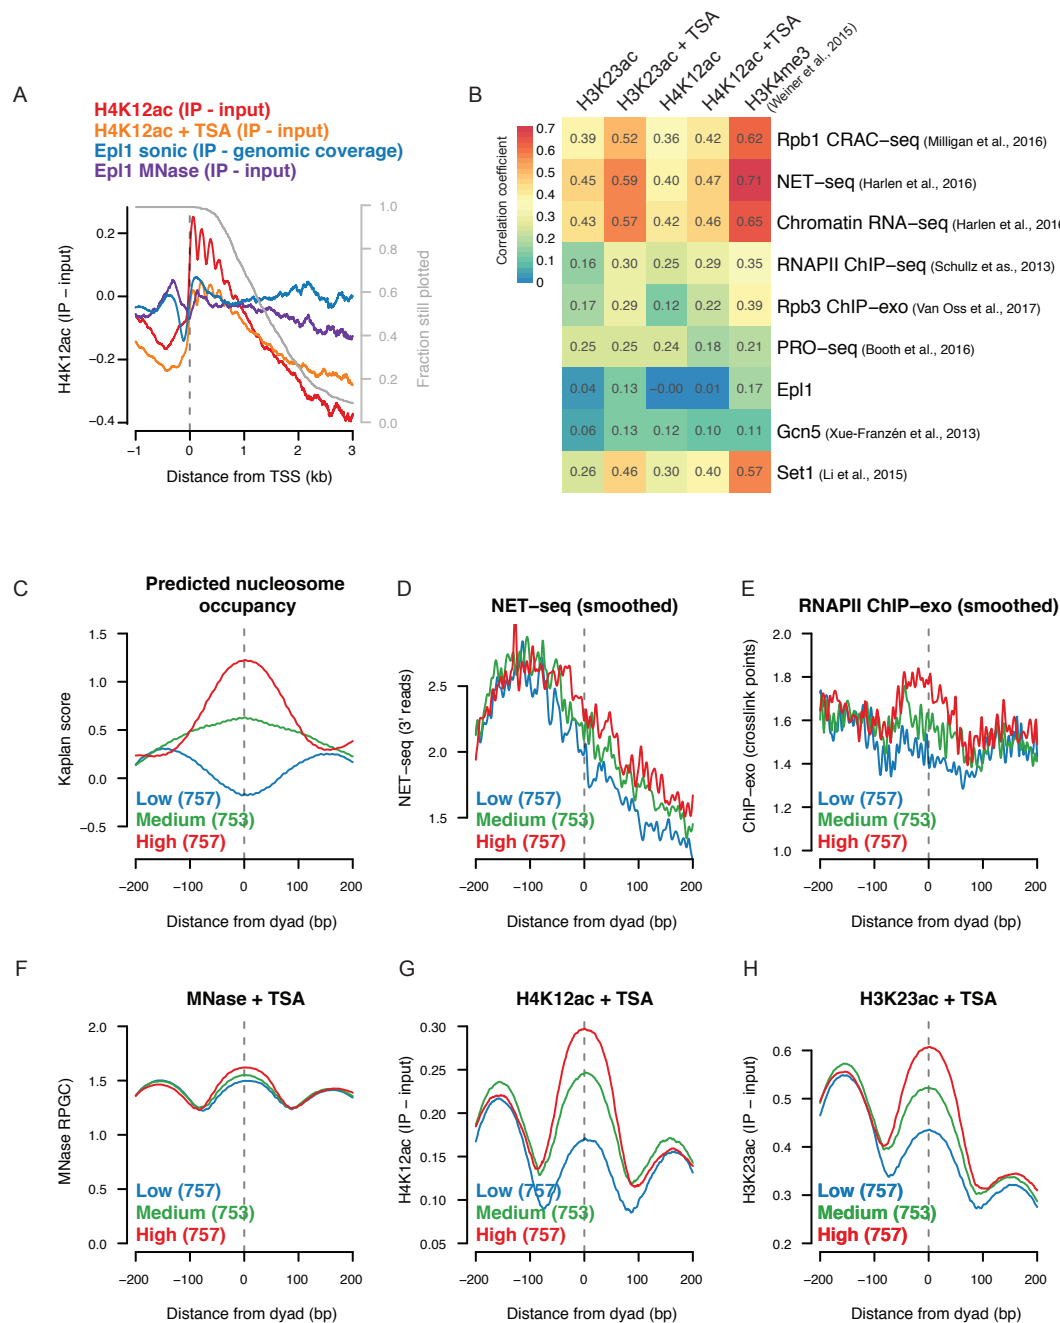 A
H4K12ac (IP - input)
H4K12ac + TSA (IP - input)
Epl1 sonic (IP - genomic coverage)
Epl1 MNase (IP - input)
H4K12ac (IP − input)
0.2
0.0
−0.2
−0.4
1.0
0.8
0.6
0.4
0.2
0.0
Fraction still plotted
−1 0 1 2 3
Distance from TSS (kb)
B
H3K23ac
H3K23ac + TSA
H4K12ac
H4K12ac +TSA
H3K4me3
(Weiner et al., 2015)
Correlation coefficient
0.7
0.6
0.5
0.4
0.3
0.2
0.1
0
0.39 0.52 0.36 0.42 0.62 Rpb1 CRAC−seq (Milligan et al., 2016)
0.45 0.59 0.40 0.47 0.71 NET−seq (Harlen et al., 2016)
0.43 0.57 0.42 0.46 0.65 Chromatin RNA−seq (Harlen et al., 2016
0.16 0.30 0.25 0.29 0.35 RNAPII ChIP−seq (Schullz et as., 2013)
0.17 0.29 0.12 0.22 0.39 Rpb3 ChIP−exo (Van Oss et al., 2017)
0.25 0.25 0.24 0.18 0.21 PRO−seq (Booth et al., 2016)
0.04 0.13 −0.00 0.01 0.17 Epl1
0.06 0.13 0.12 0.10 0.11 Gcn5 (Xue-Franzén et al., 2013)
0.26 0.46 0.30 0.40 0.57 Set1 (Li et al., 2015)
C
Predicted nucleosome
occupancy
Kaplan score
1.5
1.0
0.5
0.0
−0.5
Low (757)
Medium (753)
High (757)
−200 −100 0 100 200
Distance from dyad (bp)
D
NET−seq (smoothed)
NET−seq (3' reads)
2.5
2.0
1.5
Low (757)
Medium (753)
High (757)
−200 −100 0 100 200
Distance from dyad (bp)
E
RNAPII ChIP−exo (smoothed)
ChIP−exo (crosslink points)
2.0
1.8
1.6
1.4
1.2
1.0
Low (757)
Medium (753)
High (757)
−200 −100 0 100 200
Distance from dyad (bp)
F
MNase + TSA
MNase RPGC
2.0
1.5
1.0
0.5
0.0
Low (757)
Medium (753)
High (757)
−200 −100 0 100 200
Distance from dyad (bp)
G
H4K12ac + TSA
H4K12ac (IP − input)
0.30
0.25
0.20
0.15
0.10
0.05
Low (757)
Medium (753)
High (757)
−200 −100 0 100 200
Distance from dyad (bp)
H
H3K23ac + TSA
H3K23ac (IP − input)
0.6
0.5
0.4
0.3
0.2
Low (757)
Medium (753)
High (757)
−200 −100 0 100 200
Distance from dyad (bp)